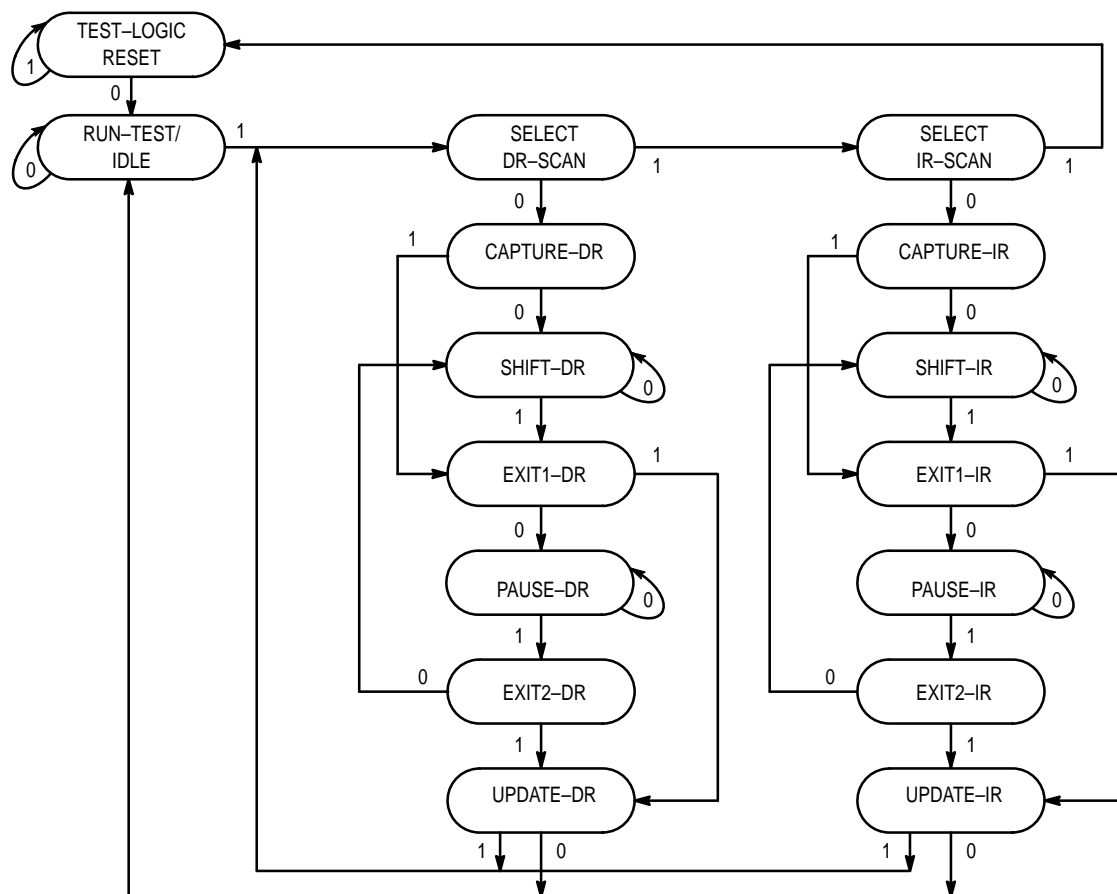 TEST–LOGIC
RESET
1
0
RUN–TEST/
IDLE
1
SELECT
DR–SCAN
1
SELECT
IR–SCAN
1
0
0
0
1
CAPTURE–DR
1
CAPTURE–IR
0
0
SHIFT–DR
0
SHIFT–IR
0
1
1
EXIT1–DR
1
EXIT1–IR
1
0
0
PAUSE–DR
0
PAUSE–IR
0
1
1
0
EXIT2–DR
0
EXIT2–IR
1
1
UPDATE–DR
UPDATE–IR
1
0
1
0